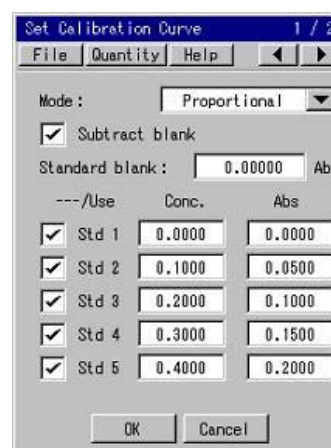 Set Calibration Curve 1 / 2
File Quantity Help
Mode : Proportional
Subtract blank
Standard blank : 0.00000 Ab
---/Use Conc. Abs
Std 1 0.0000 0.0000
Std 2 0.1000 0.0500
Std 3 0.2000 0.1000
Std 4 0.3000 0.1500
Std 5 0.4000 0.2000
OK Cancel